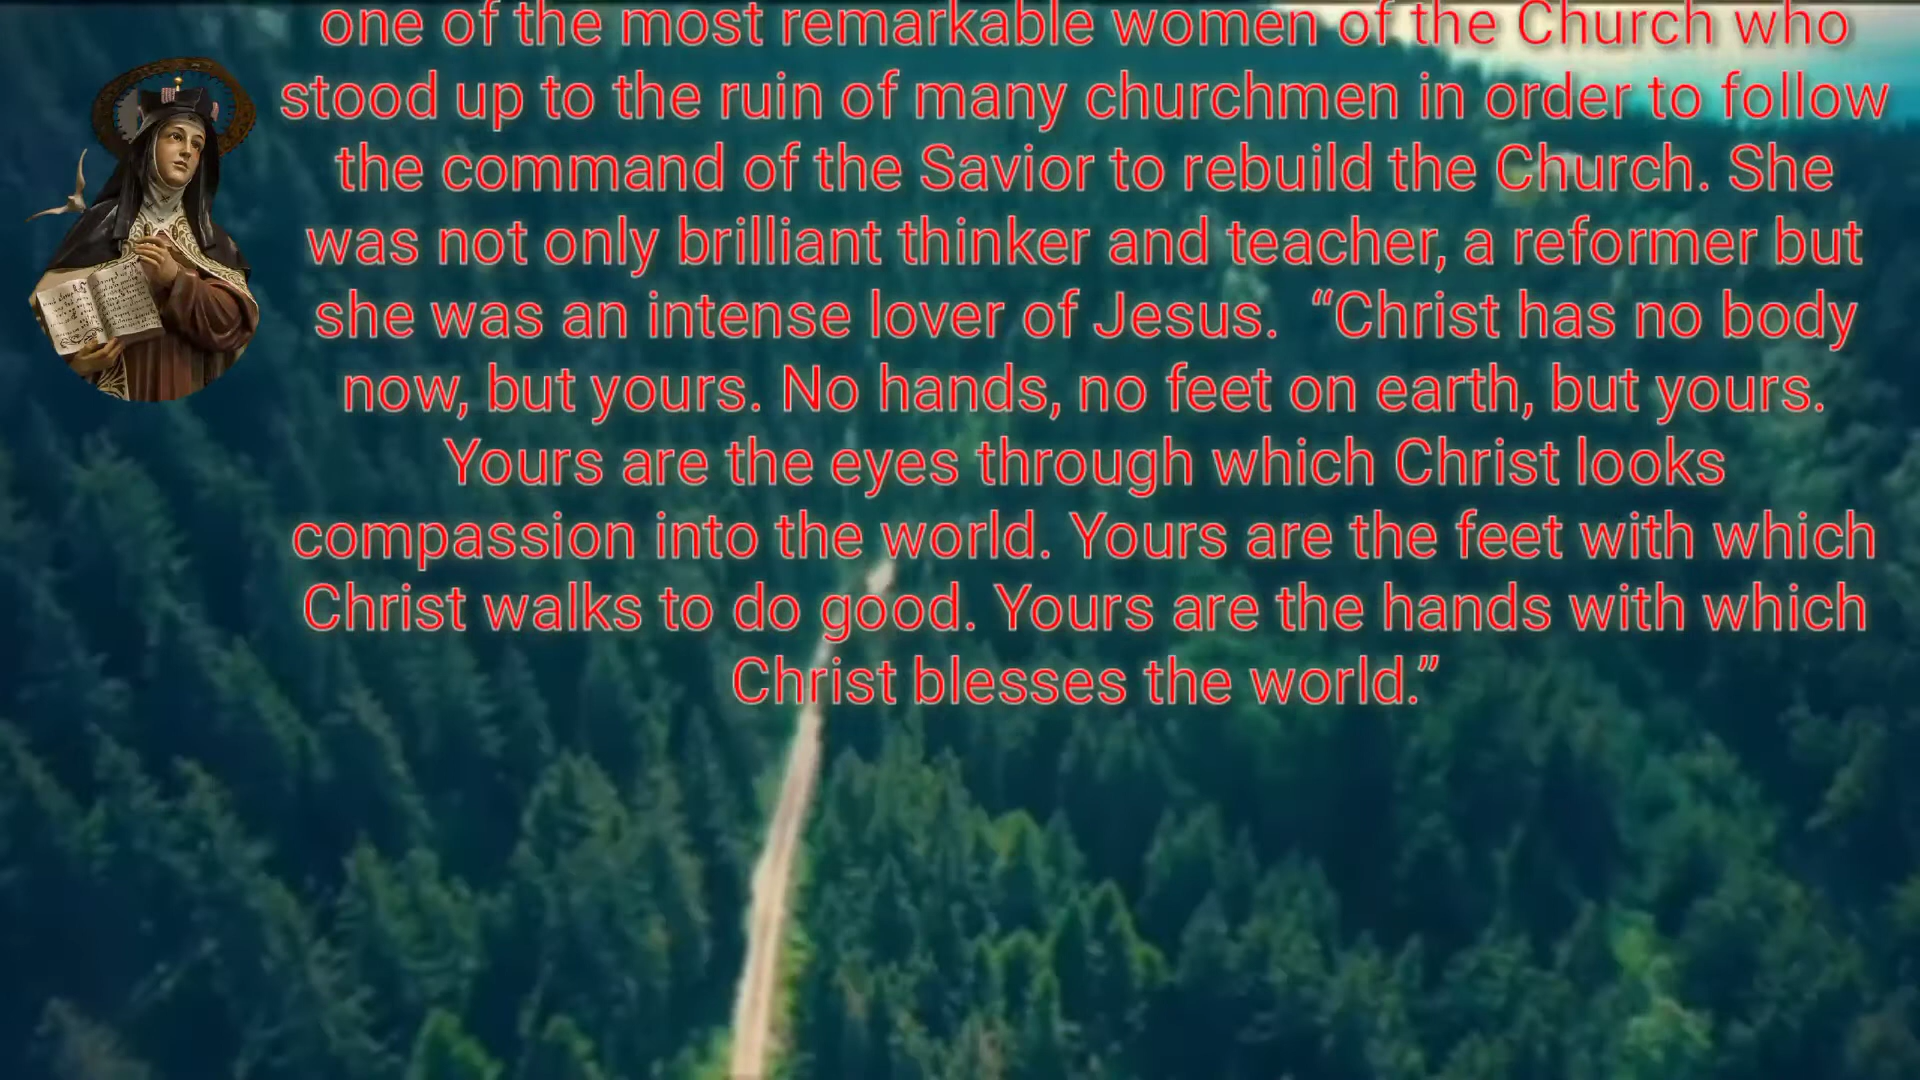 one of the most remarkable women of the Church who
stood up to the ruin of many churchmen in order to follow
the command of the Savior to rebuild the Church. She
was not only brilliant thinker and teacher, a reformer but
she was an intense lover of Jesus.  “Christ has no body
now, but yours. No hands, no feet on earth, but yours.
Yours are the eyes through which Christ looks
compassion into the world. Yours are the feet with which
Christ walks to do good. Yours are the hands with which
Christ blesses the world.”